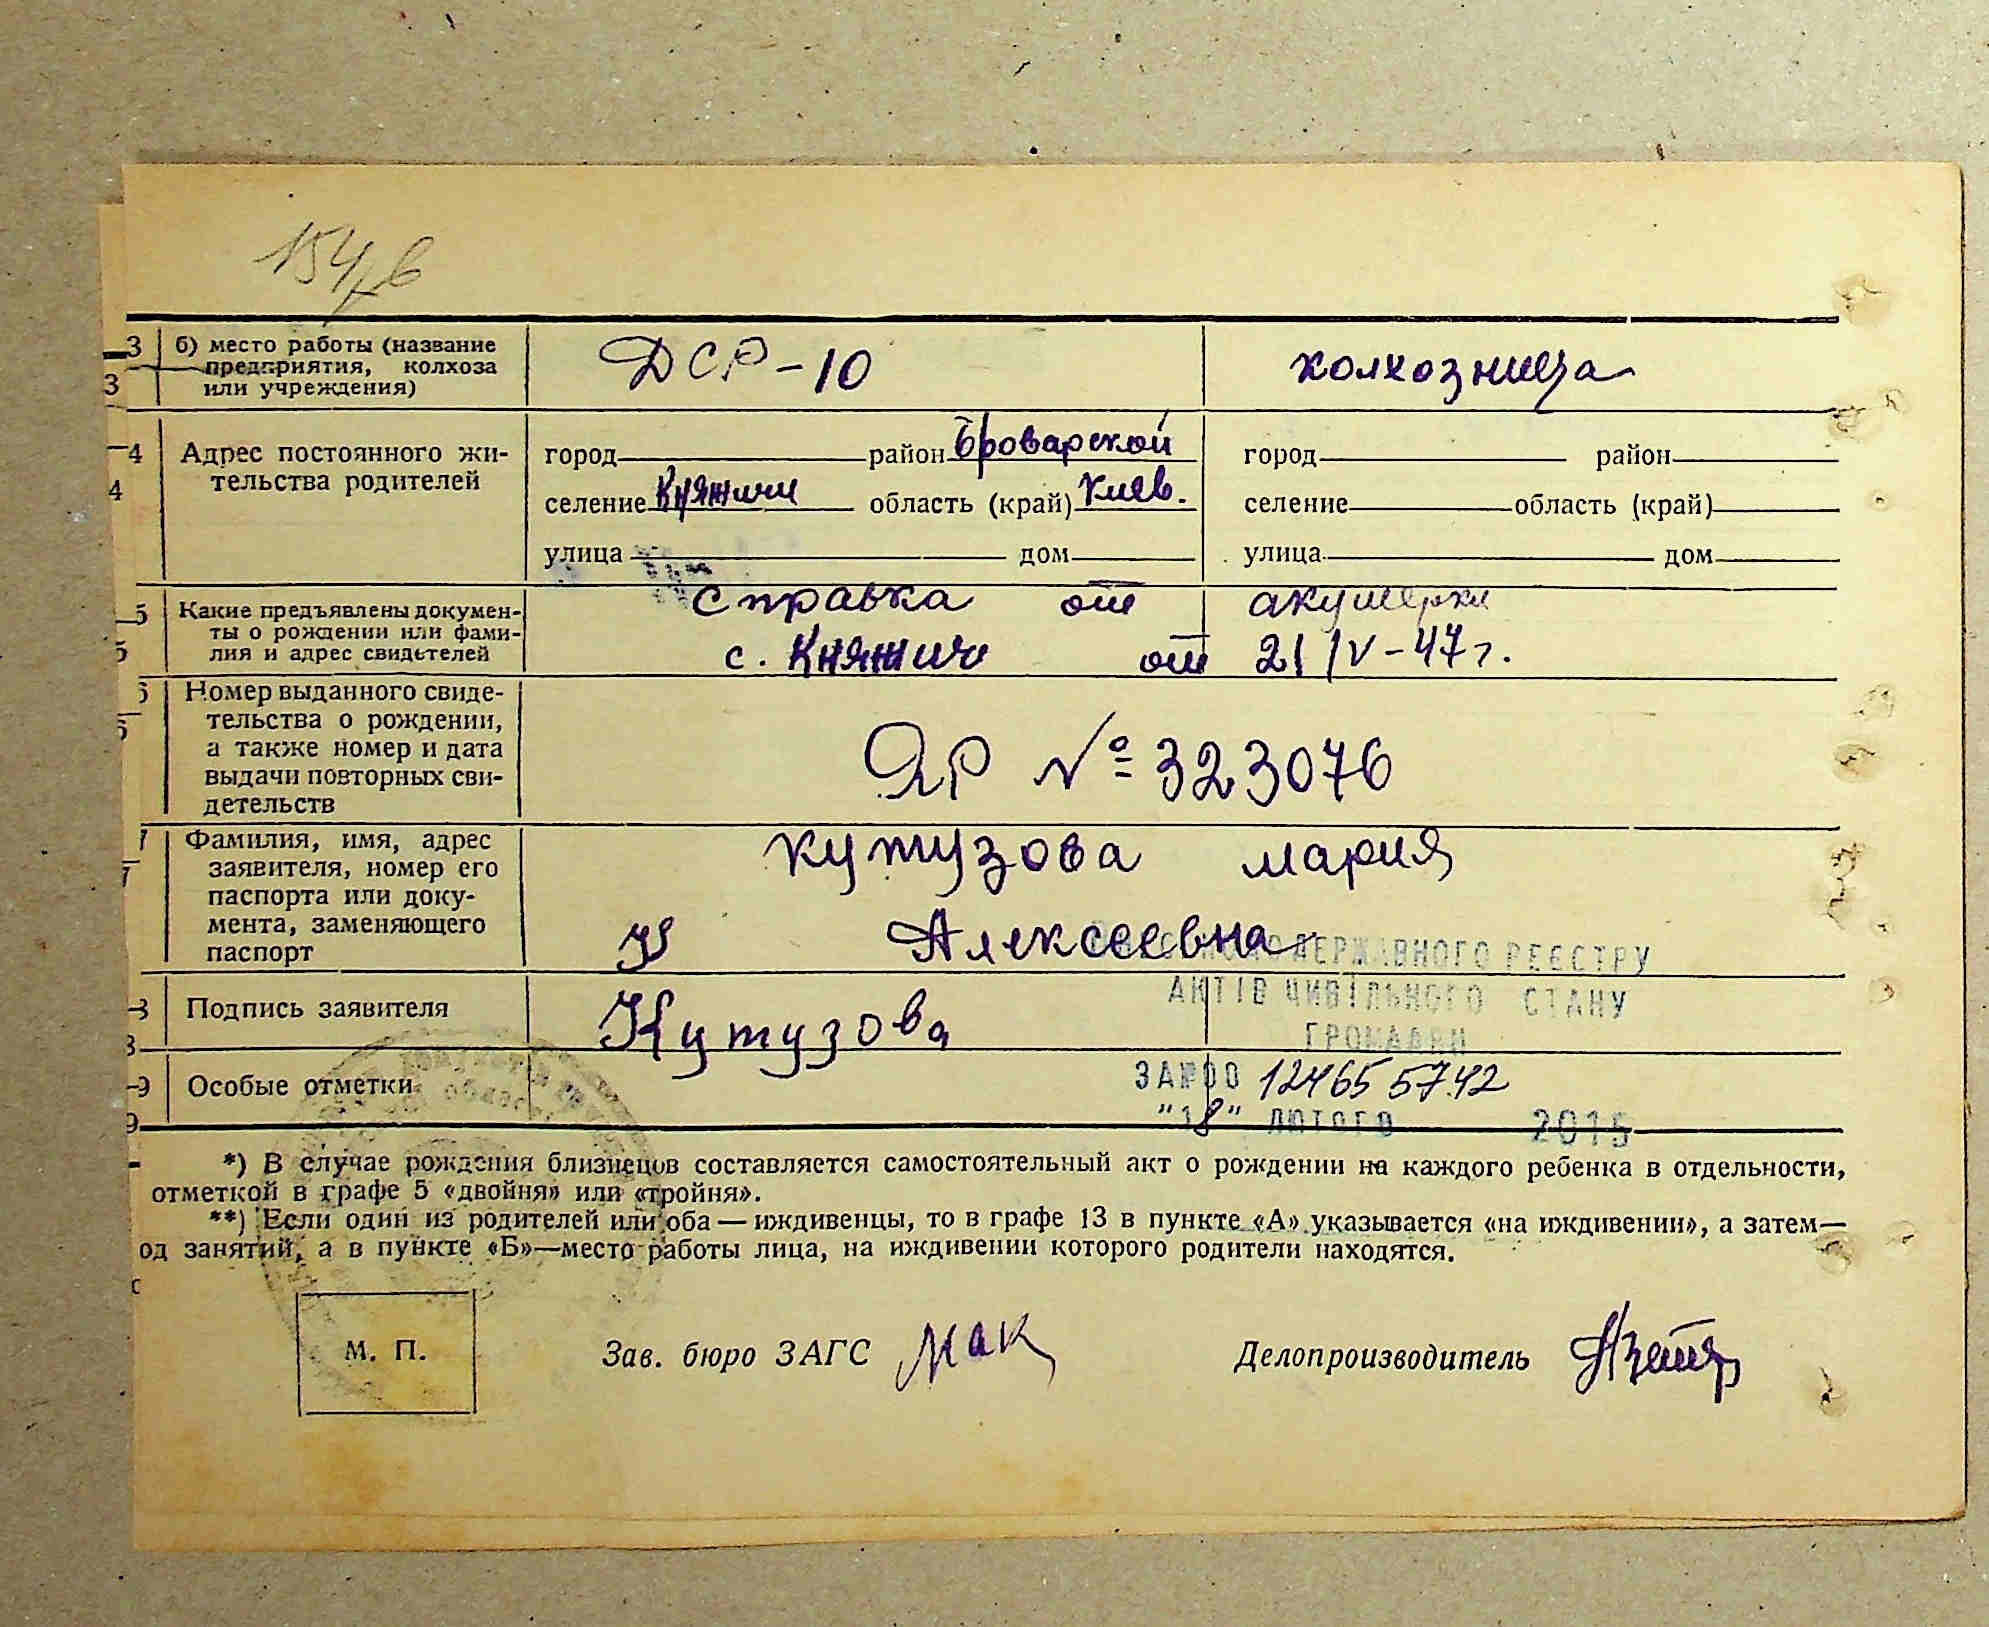 154/в
3 б) место работы (название предприятия, колхоза или учреждения) ДСР-10 колхозница
4 Адрес постоянного жительства родителей
город район Броварской город район
селение Княжичи область (край) Киев. селение область (край)
улица дом улица дом
5 Какие предъявлены документы о рождении или фамилия и адрес свидетелей
справка от акушерки
с. Княжичи от 21/IV-47г.
Номер выданного свидетельства о рождении, а также номер и дата выдачи повторных свидетельств
ЯР № 323076
7 Фамилия, имя, адрес заявителя, номер его паспорта или документа, заменяющего паспорт
Кутузова Мария
Алексеевна
ДЕРЖАВНОГО РЕЄСТРУ
АКТІВ ЦИВІЛЬНОГО СТАНУ
ГРОМАДЯН
Подпись заявителя Кутузова
9 Особые отметки
ЗА №00 124655742
"18" ЛЮТОГО 2015
*) В случае рождения близнецов составляется самостоятельный акт о рождении на каждого ребенка в отдельности,
отметкой в графе 5 «двойня» или «тройня».
**) Если один из родителей или оба — иждивенцы, то в графе 13 в пункте «А» указывается «на иждивении», а затем—
од занятий, а в пункте «Б»—место работы лица, на иждивении которого родители находятся.
М. П. Зав. бюро ЗАГС Мак Делопроизводитель